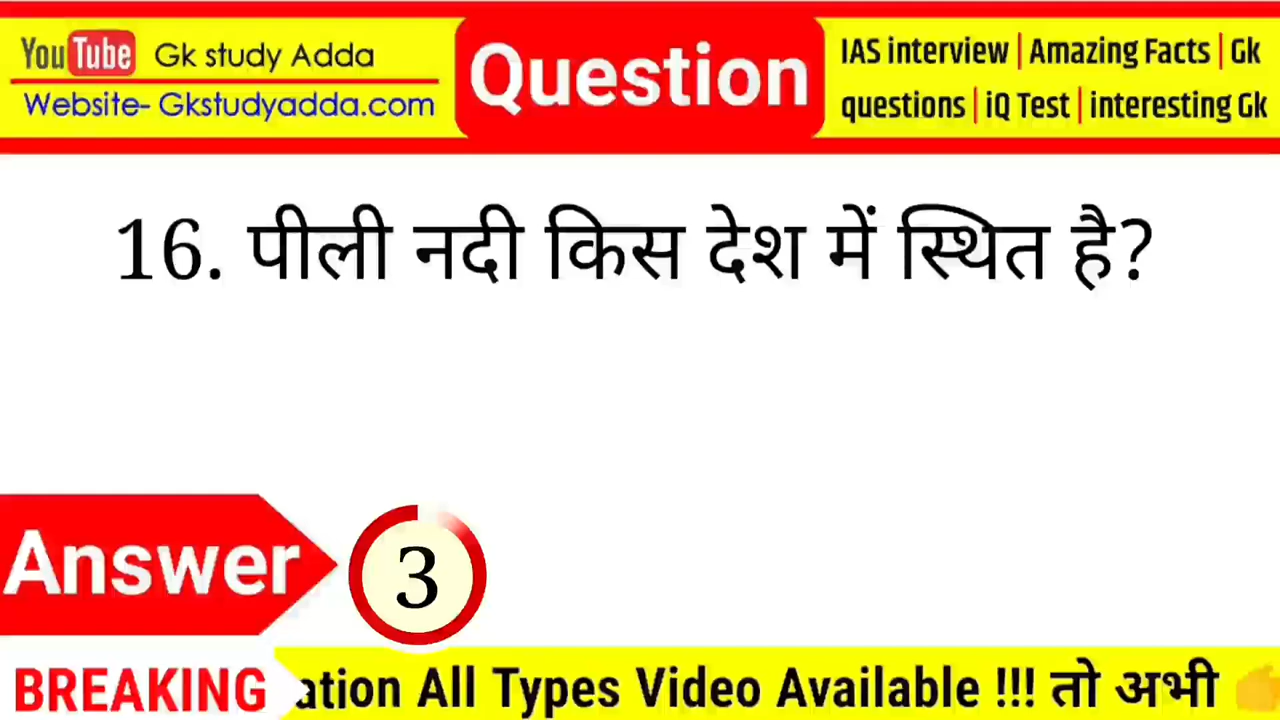 YouTube Gk study Adda
Website- Gkstudyadda.com
Question
IAS interview | Amazing Facts | Gk
questions | iQ Test | interesting Gk
16. पीली नदी किस देश में स्थित है?
Answer
3
BREAKING
ation All Types Video Available !!! तो अभी